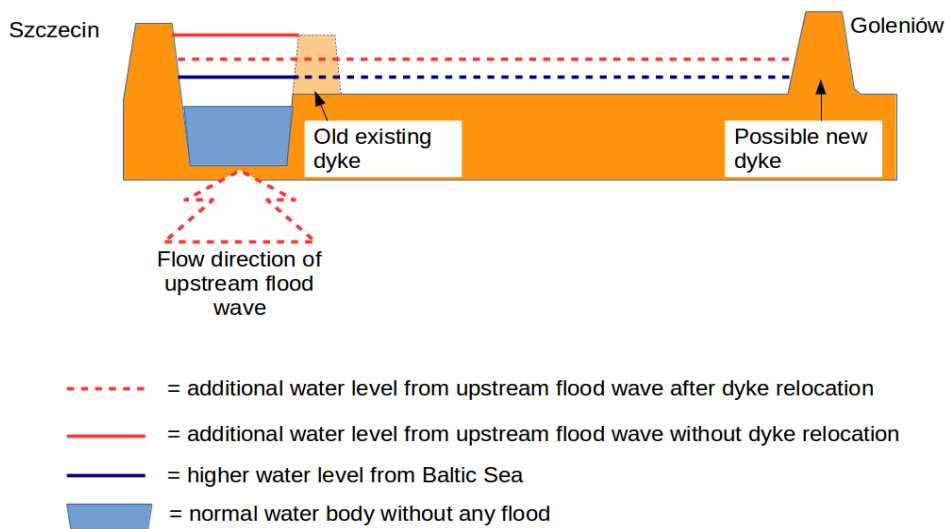 Szczecin
Goleniów
Old existing
dyke
Possible new
dyke
Flow direction of
upstream flood
wave
= additional water level from upstream flood wave after dyke relocation
= additional water level from upstream flood wave without dyke relocation
= higher water level from Baltic Sea
= normal water body without any flood